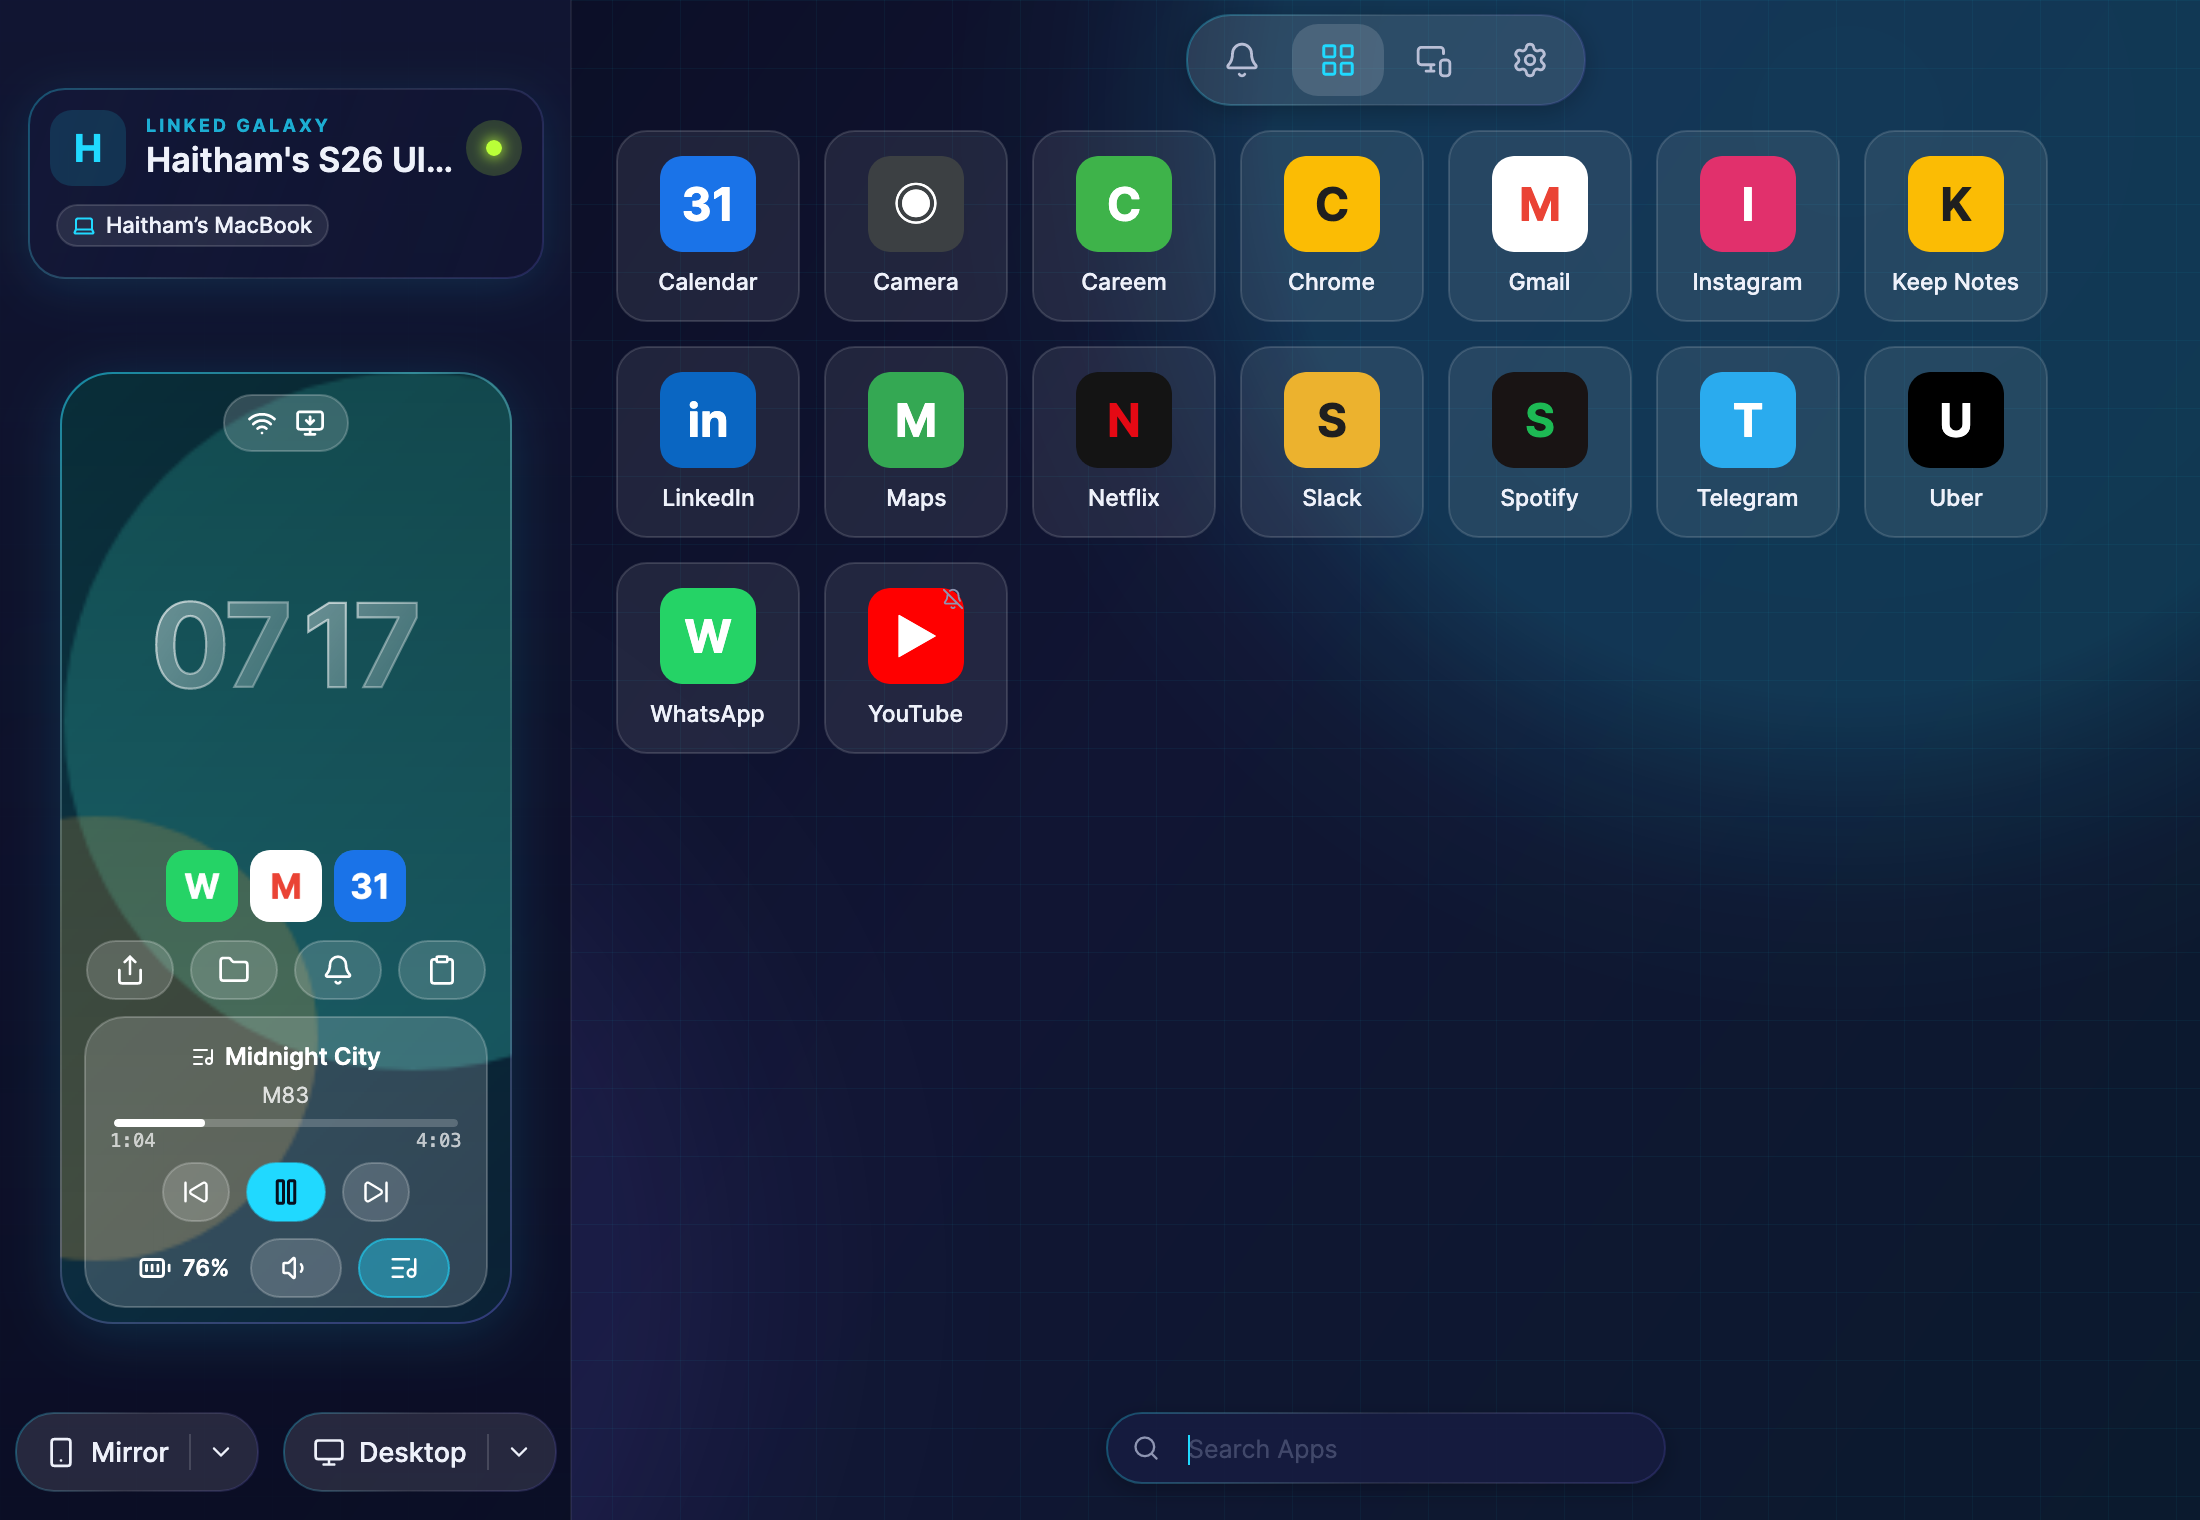 H
LINKED GALAXY
Haitham's S26 Ul...
Haitham's MacBook
07 17
W M 31
Midnight City
M83
1:04 4:03
76%
Mirror
Desktop
31 C C M I K
Calendar Camera Careem Chrome Gmail Instagram Keep Notes
in M N S S T U
LinkedIn Maps Netflix Slack Spotify Telegram Uber
W
WhatsApp YouTube
Search Apps